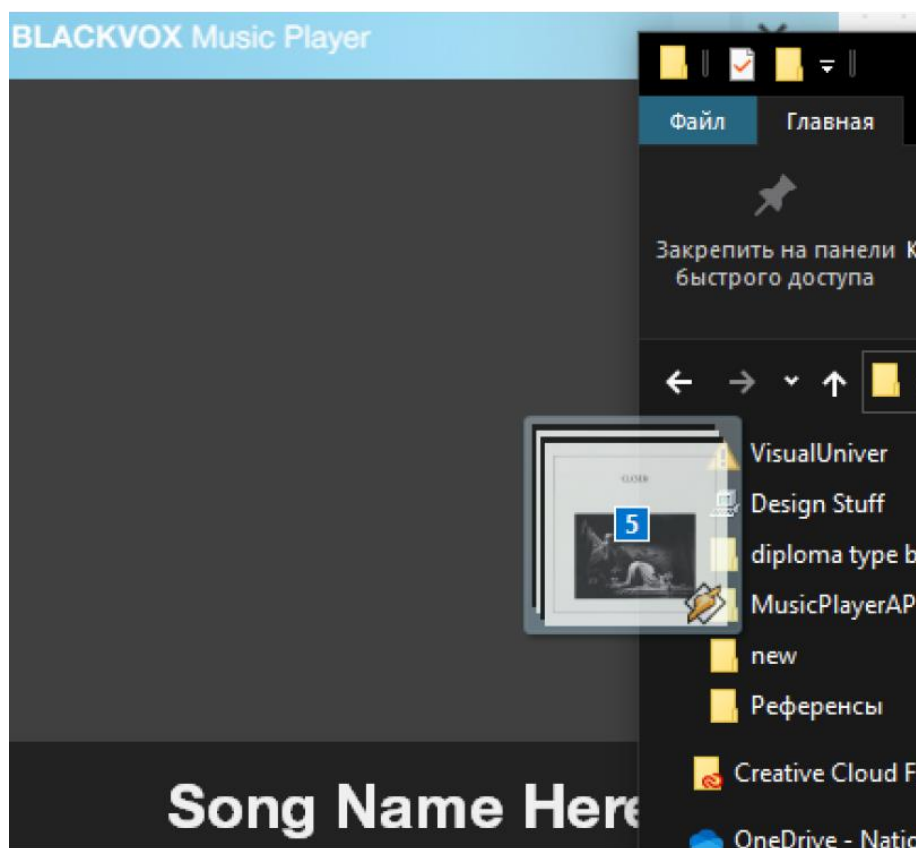 BLACKVOX Music Player
Файл Главная
Закрепить на панели
быстрого доступа
VisualUniver
Design Stuff
diploma type b
MusicPlayerAP
new
Референсы
CLOSER
5
Creative Cloud F
OneDrive - Natio
Song Name Here